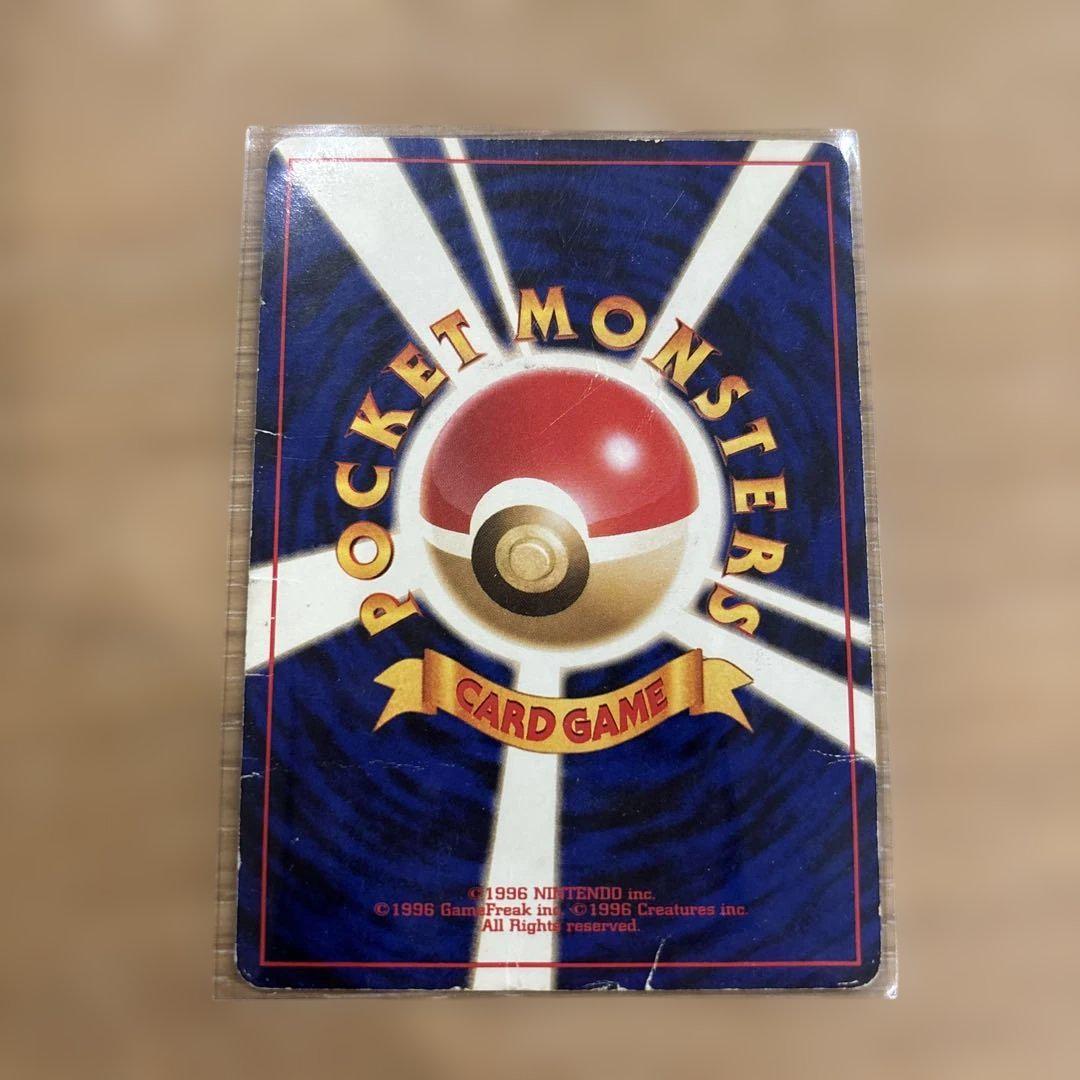 POCKET MONSTERS
CARD GAME
©1996 NINTENDO inc.
©1996 GameFreak inc. ©1996 Creatures inc.
All Rights reserved.